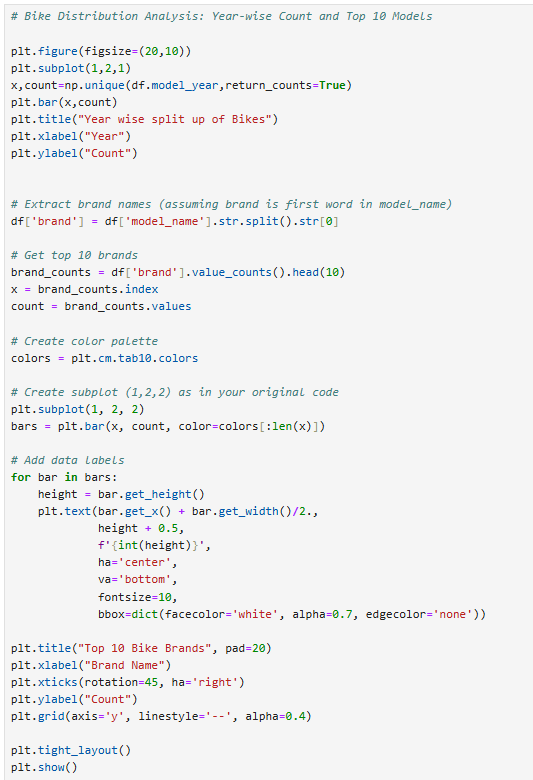 # Bike Distribution Analysis: Year-wise Count and Top 10 Models
plt.figure(figsize=(20,10))
plt.subplot(1,2,1)
x,count=np.unique(df.model_year,return_counts=True)
plt.bar(x,count)
plt.title("Year wise split up of Bikes")
plt.xlabel("Year")
plt.ylabel("Count")
# Extract brand names (assuming brand is first word in model_name)
df['brand'] = df['model_name'].str.split().str[0]
# Get top 10 brands
brand_counts = df['brand'].value_counts().head(10)
x = brand_counts.index
count = brand_counts.values
# Create color palette
colors = plt.cm.tab10.colors
# Create subplot (1,2,2) as in your original code
plt.subplot(1, 2, 2)
bars = plt.bar(x, count, color=colors[:len(x)])
# Add data labels
for bar in bars:
    height = bar.get_height()
    plt.text(bar.get_x() + bar.get_width()/2.,
             height + 0.5,
             f'{int(height)}',
             ha='center',
             va='bottom',
             fontsize=10,
             bbox=dict(facecolor='white', alpha=0.7, edgecolor='none'))
plt.title("Top 10 Bike Brands", pad=20)
plt.xlabel("Brand Name")
plt.xticks(rotation=45, ha='right')
plt.ylabel("Count")
plt.grid(axis='y', linestyle='--', alpha=0.4)
plt.tight_layout()
plt.show()